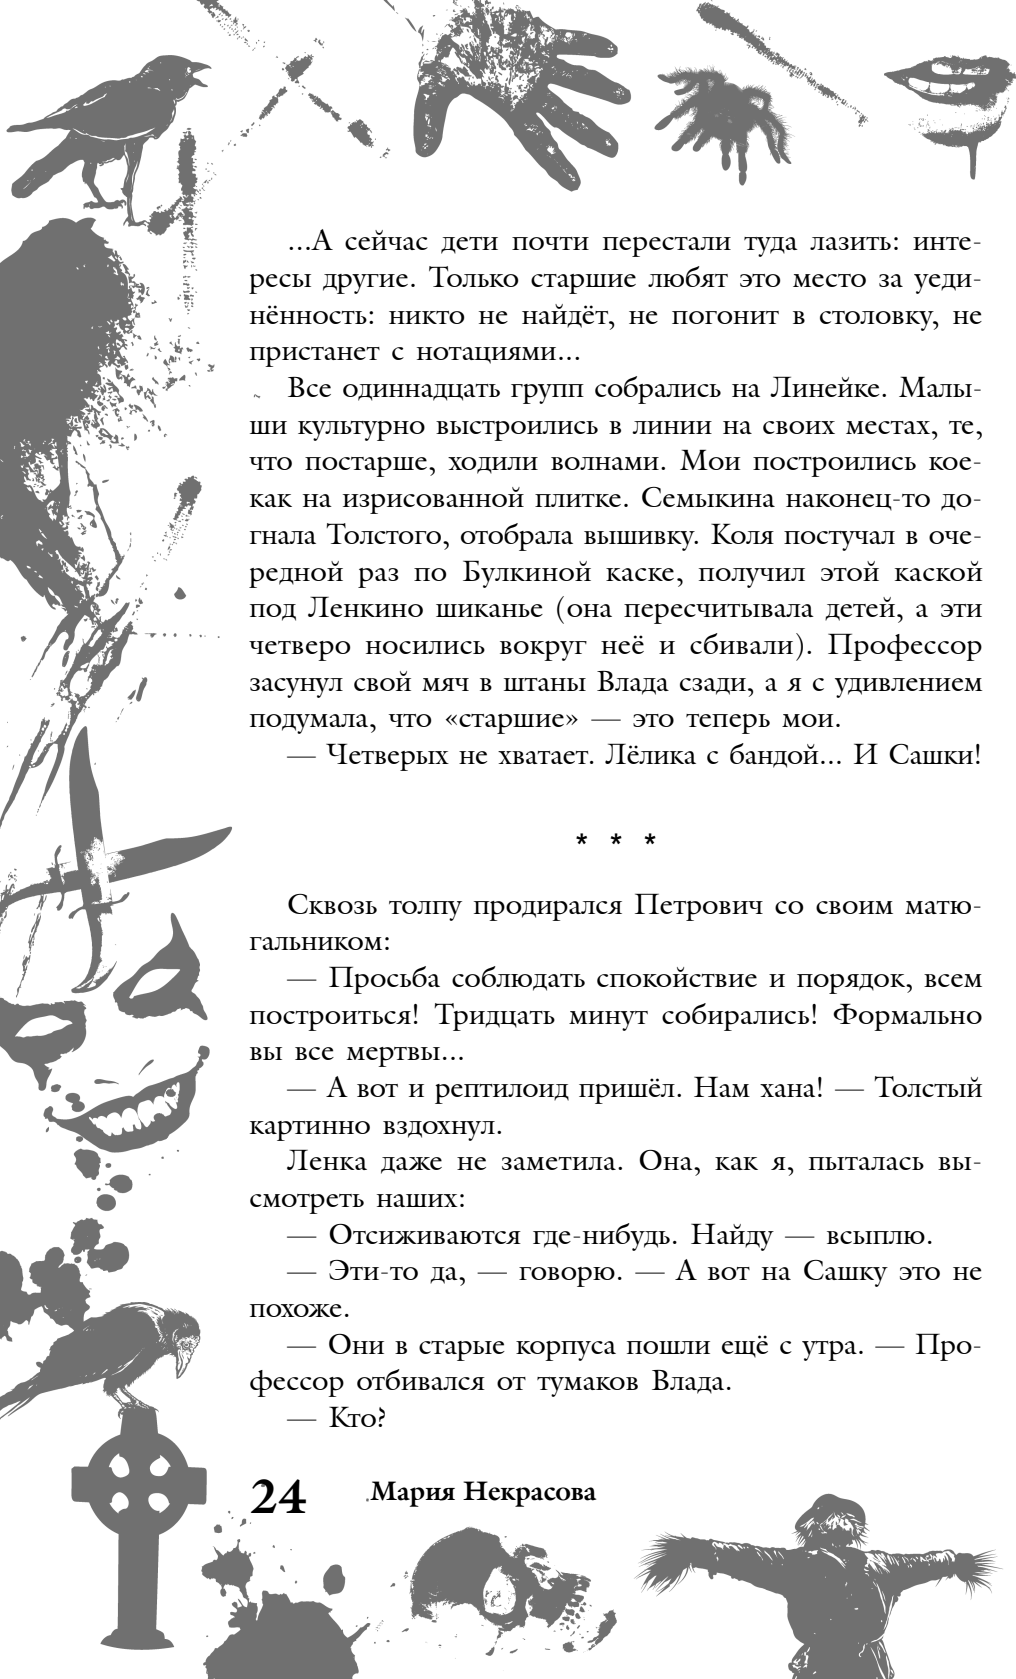 ...А сейчас дети почти перестали туда лазить: инте-
ресы другие. Только старшие любят это место за уеди-
нённость: никто не найдёт, не погонит в столовку, не
пристанет с нотациями...
Все одиннадцать групп собрались на Линейке. Малы-
ши культурно выстроились в линии на своих местах, те,
что постарше, ходили волнами. Мои построились кое-
как на изрисованной плитке. Семыкина наконец-то до-
гнала Толстого, отобрала вышивку. Коля постучал в оче-
редной раз по Булкиной каске, получил этой каской
под Ленкино шиканье (она пересчитывала детей, а эти
четверо носились вокруг неё и сбивали). Профессор
засунул свой мяч в штаны Влада сзади, а я с удивлением
подумала, что «старшие» — это теперь мои.
— Четверых не хватает. Лёлика с бандой... И Сашки!
* * *
Сквозь толпу продирался Петрович со своим матю-
гальником:
— Просьба соблюдать спокойствие и порядок, всем
построиться! Тридцать минут собирались! Формально
вы все мертвы...
— А вот и рептилоид пришёл. Нам хана! — Толстый
картинно вздохнул.
Ленка даже не заметила. Она, как я, пыталась вы-
смотреть наших:
— Отсиживаются где-нибудь. Найду — всыплю.
— Эти-то да, — говорю. — А вот на Сашку это не
похоже.
— Они в старые корпуса пошли ещё с утра. — Про-
фессор отбивался от тумаков Влада.
— Кто?
24 Мария Некрасова